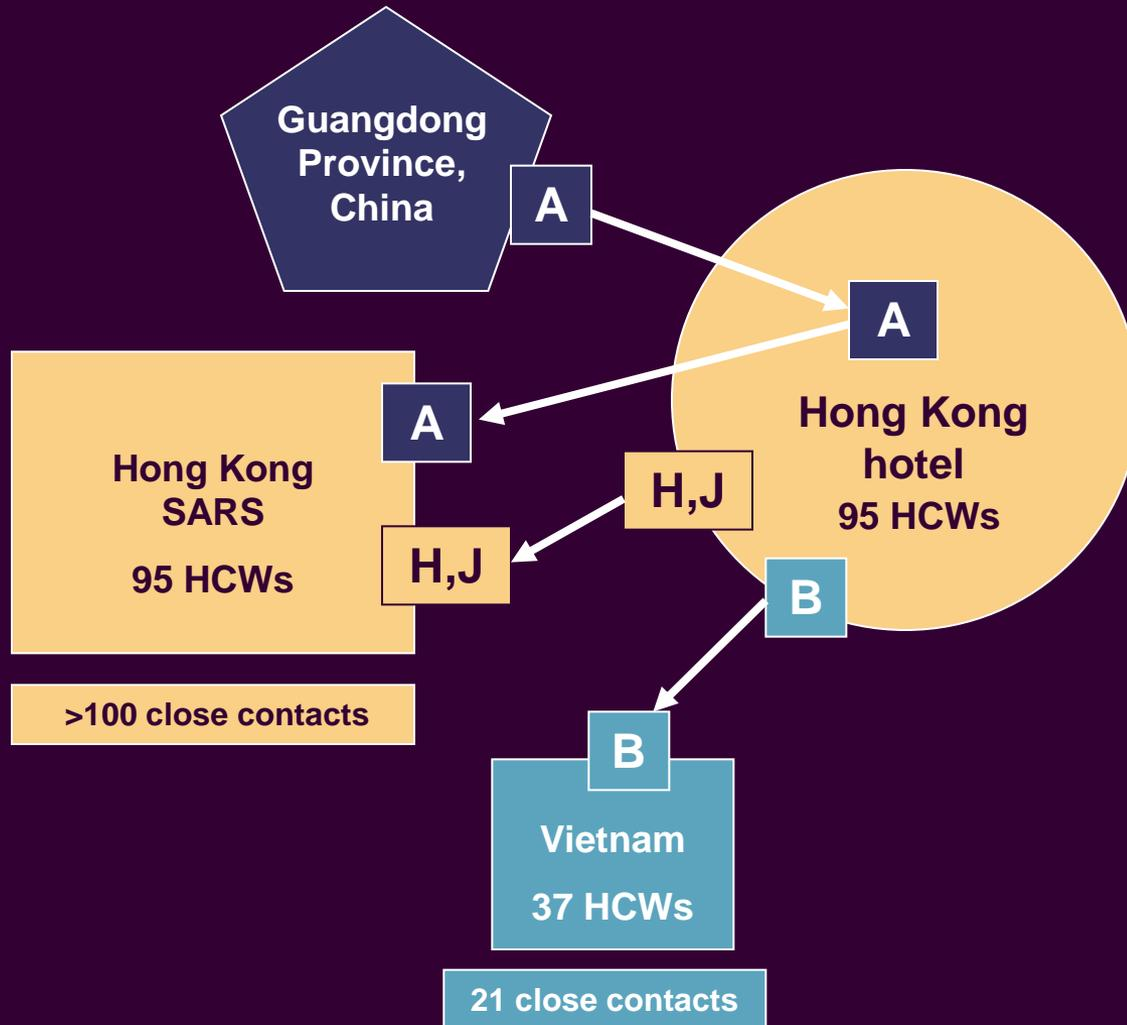 Guangdong
Province,
China
A
A
Hong Kong
hotel
95 HCWs
A
Hong Kong
SARS
95 HCWs
H,J
H,J
B
>100 close contacts
B
Vietnam
37 HCWs
21 close contacts